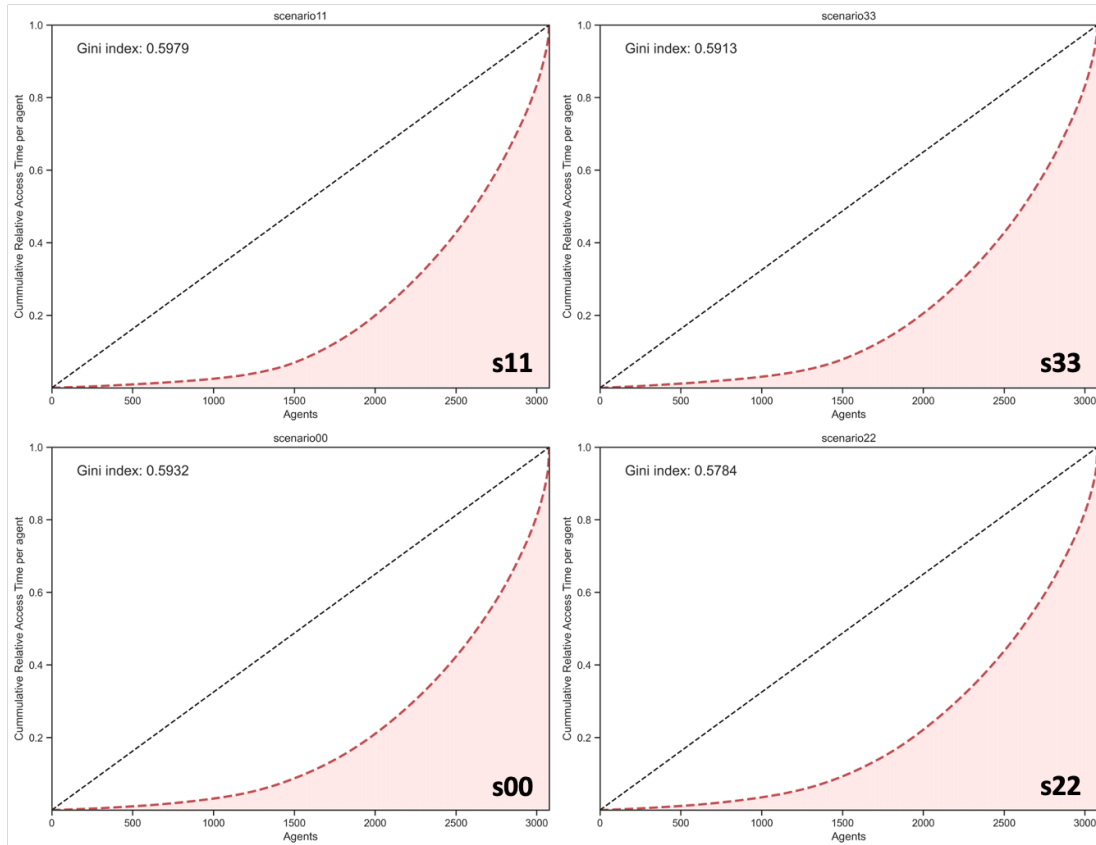 scenario11
Gini index: 0.5979
Cummulative Relative Access Time per agent
1.0
0.8
0.6
0.4
0.2
0
500
1000
1500
2000
2500
3000
Agents
s11
scenario33
Gini index: 0.5913
Cummulative Relative Access Time per agent
1.0
0.8
0.6
0.4
0.2
0
500
1000
1500
2000
2500
3000
Agents
s33
scenario00
Gini index: 0.5932
Cummulative Relative Access Time per agent
1.0
0.8
0.6
0.4
0.2
0
500
1000
1500
2000
2500
3000
Agents
s00
scenario22
Gini index: 0.5784
Cummulative Relative Access Time per agent
1.0
0.8
0.6
0.4
0.2
0
500
1000
1500
2000
2500
3000
Agents
s22